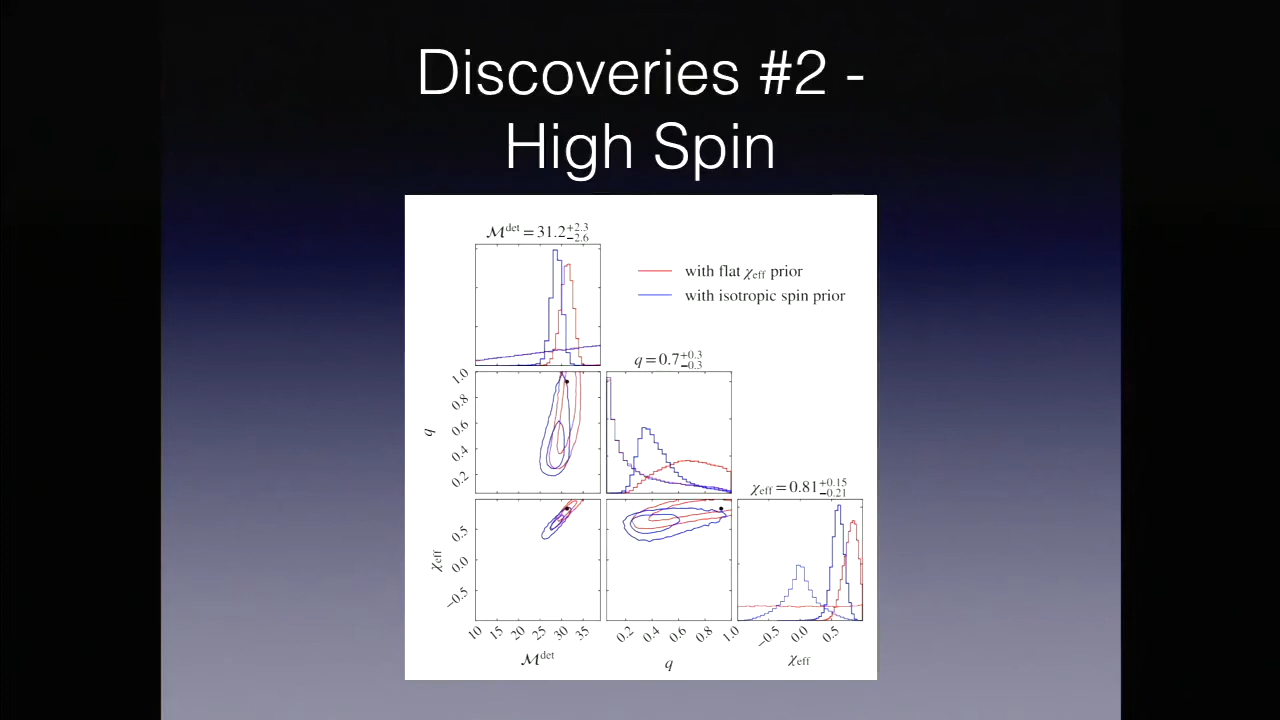 Discoveries #2 -
High Spin
ℳ^det = 31.2^{+2.3}_{−2.6}
with flat χ_eff prior
with isotropic spin prior
q = 0.7^{+0.3}_{−0.3}
1.0
0.8
0.6
0.4
0.2
q
χ_eff = 0.81^{+0.15}_{−0.21}
0.5
0.0
−0.5
χ_eff
10 15 20 25 30 35
0.2 0.4 0.6 0.8 1.0
−0.5 0.0 0.5
ℳ^det
q
χ_eff